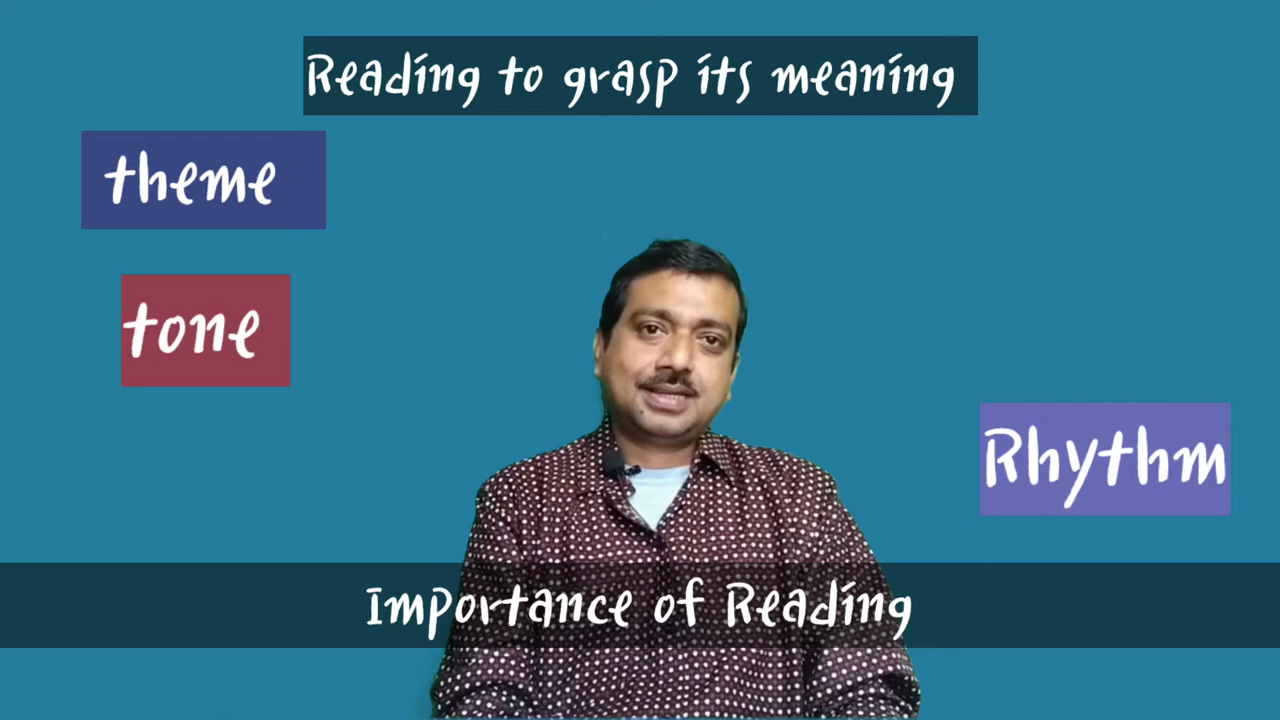 Reading to grasp its meaning
theme
tone
Rhythm
Importance of Reading